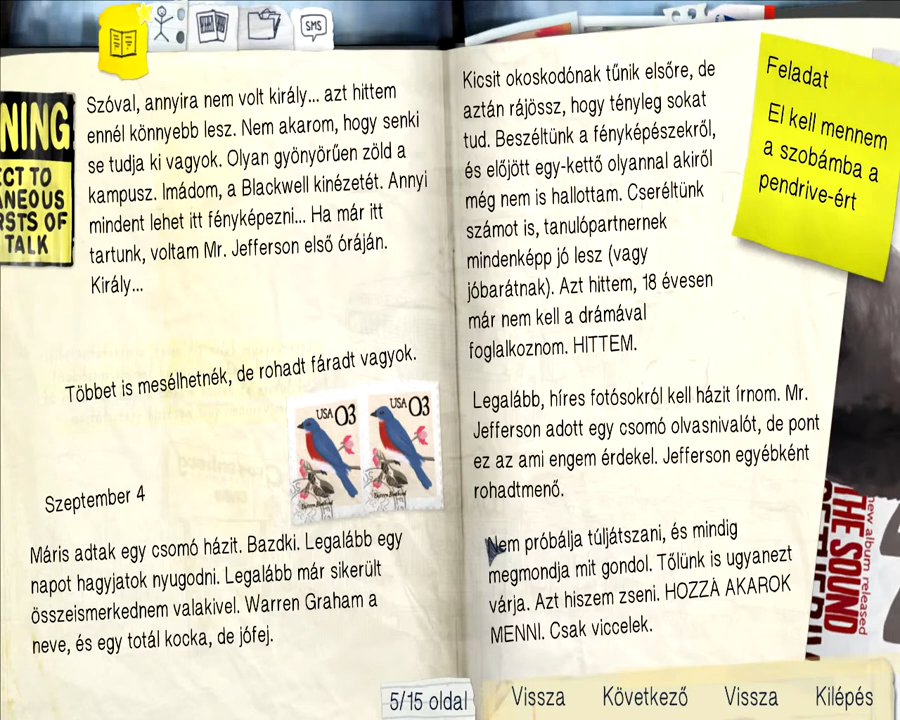 SMS
NING
ECT TO
ANEOUS
RSTS OF
TALK
Szóval, annyira nem volt király... azt hittem
ennél könnyebb lesz. Nem akarom, hogy senki
se tudja ki vagyok. Olyan gyönyörűen zöld a
kampusz. Imádom, a Blackwell kinézetét. Annyi
mindent lehet itt fényképezni... Ha már itt
tartunk, voltam Mr. Jefferson első óráján.
Király...
Többet is mesélhetnék, de rohadt fáradt vagyok.
USA 03
USA 03
Szeptember 4
Máris adtak egy csomó házit. Bazdki. Legalább egy
napot hagyjatok nyugodni. Legalább már sikerült
összeismerkednem valakivel. Warren Graham a
neve, és egy totál kocka, de jófej.
Kicsit okoskodónak tűnik elsőre, de
aztán rájössz, hogy tényleg sokat
tud. Beszéltünk a fényképészekről,
és előjött egy-kettő olyannal akiről
még nem is hallottam. Cseréltünk
számot is, tanulópartnernek
mindenképp jó lesz (vagy
jóbarátnak). Azt hittem, 18 évesen
már nem kell a drámával
foglalkoznom. HITTEM.
Legalább, híres fotósokról kell házit írnom. Mr.
Jefferson adott egy csomó olvasnivalót, de pont
ez az ami engem érdekel. Jefferson egyébként
rohadtmenő.
Nem próbálja túljátszani, és mindig
megmondja mit gondol. Tőlünk is ugyanezt
várja. Azt hiszem zseni. HOZZÁ AKAROK
MENNI. Csak viccelek.
Feladat
El kell mennem
a szobámba a
pendrive-ért
new album released
THE SOUND
5/15 oldal
Vissza
Következő
Vissza
Kilépés